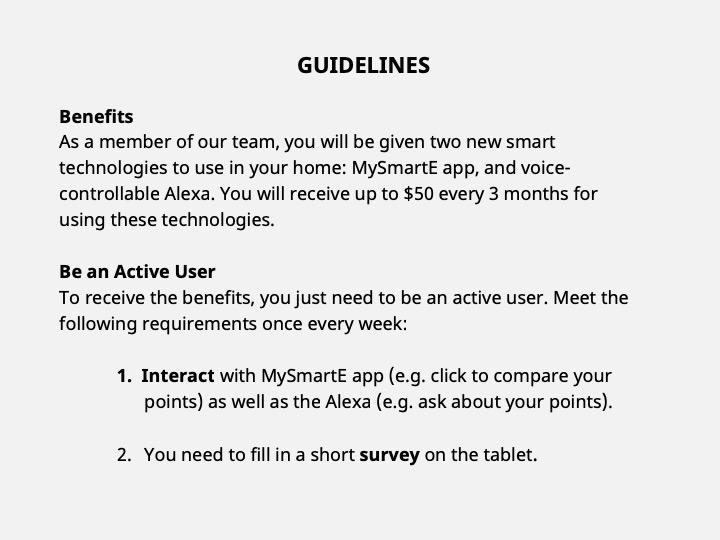 GUIDELINES
Benefits
As a member of our team, you will be given two new smart
technologies to use in your home: MySmartE app, and voice-
controllable Alexa. You will receive up to $50 every 3 months for
using these technologies.
Be an Active User
To receive the benefits, you just need to be an active user. Meet the
following requirements once every week:
1. Interact with MySmartE app (e.g. click to compare your
points) as well as the Alexa (e.g. ask about your points).
2. You need to fill in a short survey on the tablet.